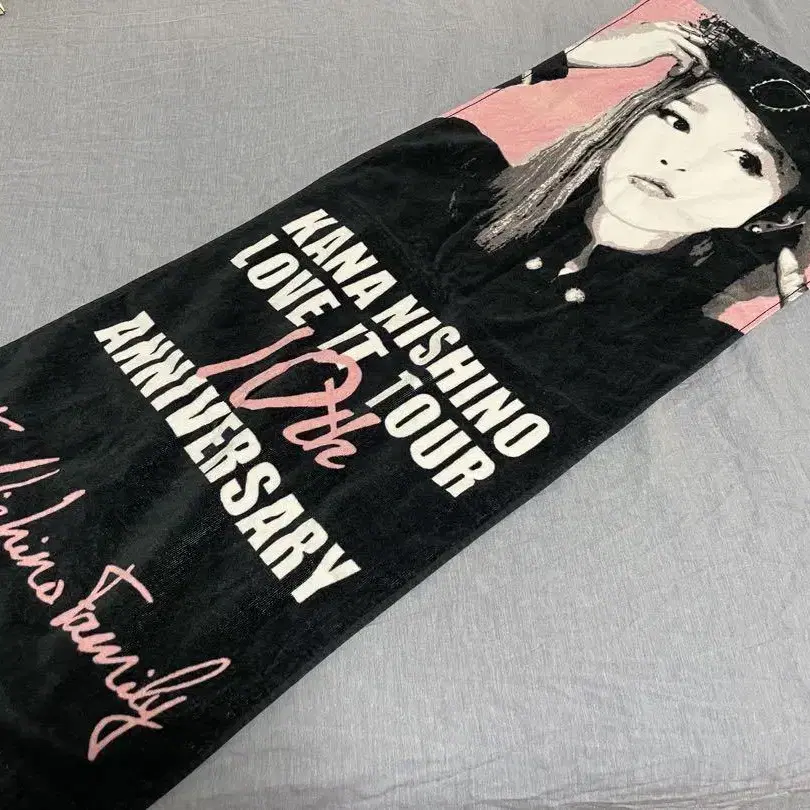 KANA NISHINO
LOVE IT TOUR
10th
ANNIVERSARY
Nishino Family